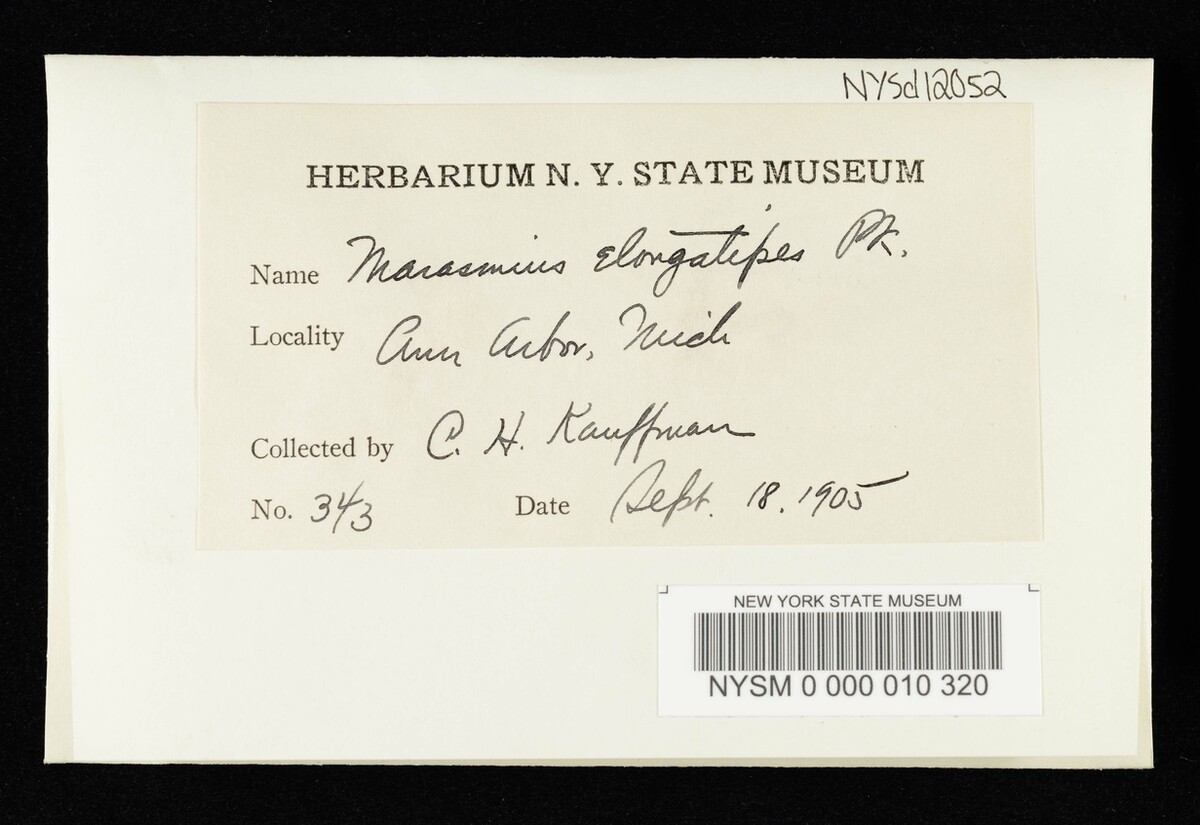 NYSd12052
HERBARIUM N. Y. STATE MUSEUM
Name Marasmius elongatipes Pk.
Locality Ann Arbor, Mich
Collected by C. H. Kauffman
No. 343 Date Sept. 18. 1905
NEW YORK STATE MUSEUM
NYSM 0 000 010 320